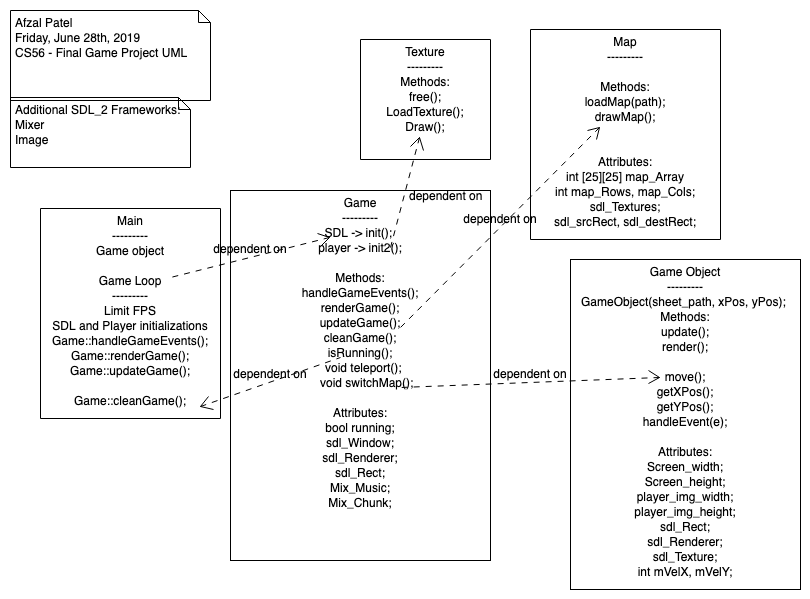 Afzal Patel
Friday, June 28th, 2019
CS56 - Final Game Project UML
Additional SDL_2 Frameworks:
Mixer
Image
Texture
---------
Methods:
free();
LoadTexture();
Draw();
Map
---------
Methods:
loadMap(path);
drawMap();
Attributes:
int [25][25] map_Array
int map_Rows, map_Cols;
sdl_Textures;
sdl_srcRect, sdl_destRect;
Main
---------
Game object
Game Loop
---------
Limit FPS
SDL and Player initializations
Game::handleGameEvents();
Game::renderGame();
Game::updateGame();
Game::cleanGame();
Game
---------
SDL -> init();
player -> init2();
Methods:
handleGameEvents();
renderGame();
updateGame();
cleanGame();
isRunning();
void teleport();
void switchMap();
Attributes:
bool running;
sdl_Window;
sdl_Renderer;
sdl_Rect;
Mix_Music;
Mix_Chunk;
Game Object
---------
GameObject(sheet_path, xPos, yPos);
Methods:
update();
render();
move();
getXPos();
getYPos();
handleEvent(e);
Attributes:
Screen_width;
Screen_height;
player_img_width;
player_img_height;
sdl_Rect;
sdl_Renderer;
sdl_Texture;
int mVelX, mVelY;
dependent on
dependent on
dependent on
dependent on
dependent on